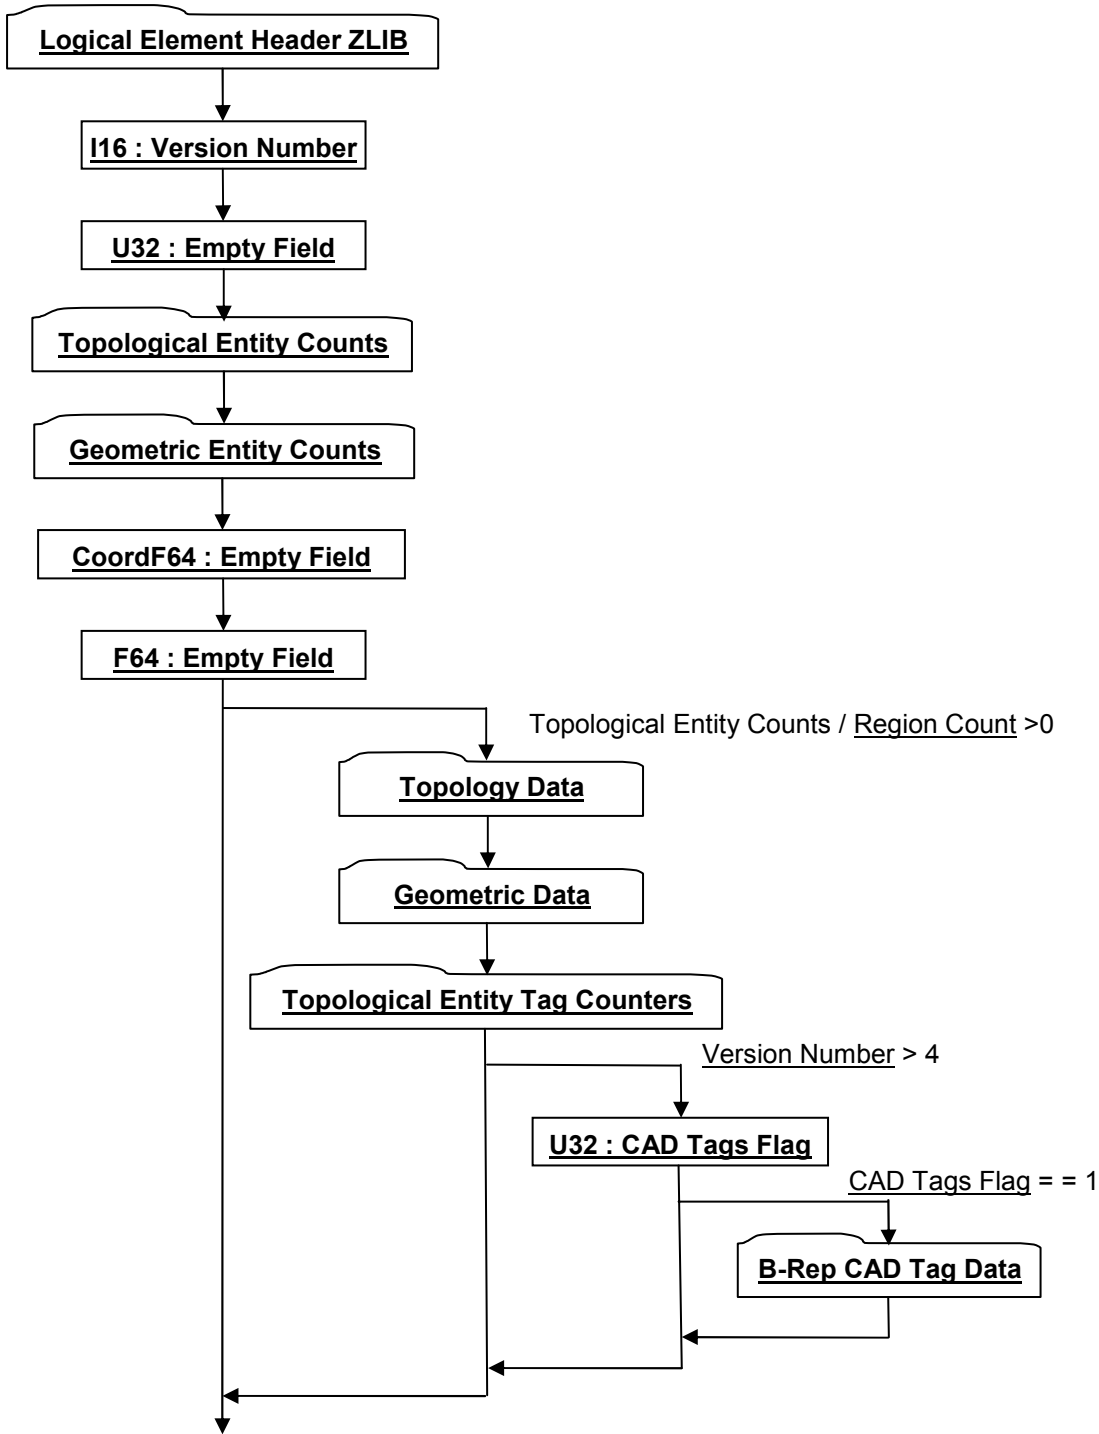 Logical Element Header ZLIB
I16 : Version Number
U32 : Empty Field
Topological Entity Counts
Geometric Entity Counts
CoordF64 : Empty Field
F64 : Empty Field
Topological Entity Counts / Region Count >0
Topology Data
Geometric Data
Topological Entity Tag Counters
Version Number > 4
U32 : CAD Tags Flag
CAD Tags Flag = = 1
B-Rep CAD Tag Data